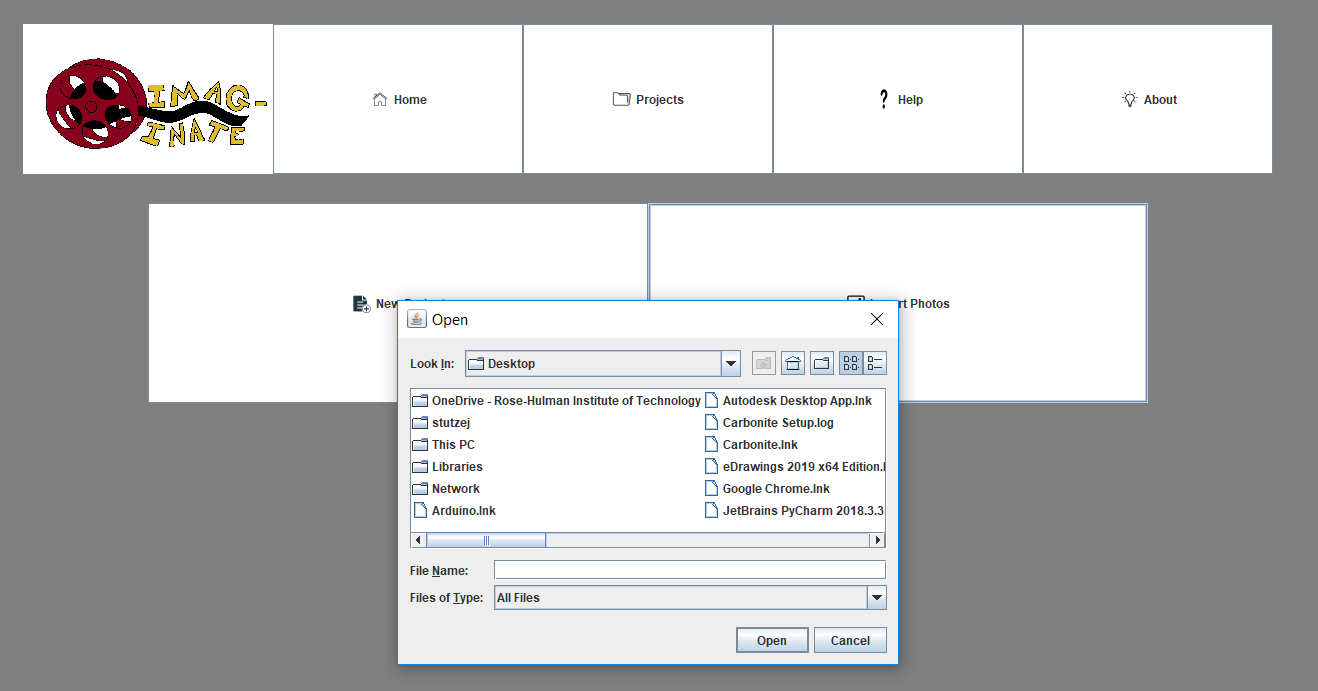 IMAG-
INATE
Home
Projects
Help
About
New
Photos
Open
Look In: Desktop
OneDrive - Rose-Hulman Institute of Technology
stutzej
This PC
Libraries
Network
Arduino.lnk
Autodesk Desktop App.lnk
Carbonite Setup.log
Carbonite.lnk
eDrawings 2019 x64 Edition.l
Google Chrome.lnk
JetBrains PyCharm 2018.3.3
File Name:
Files of Type: All Files
Open
Cancel